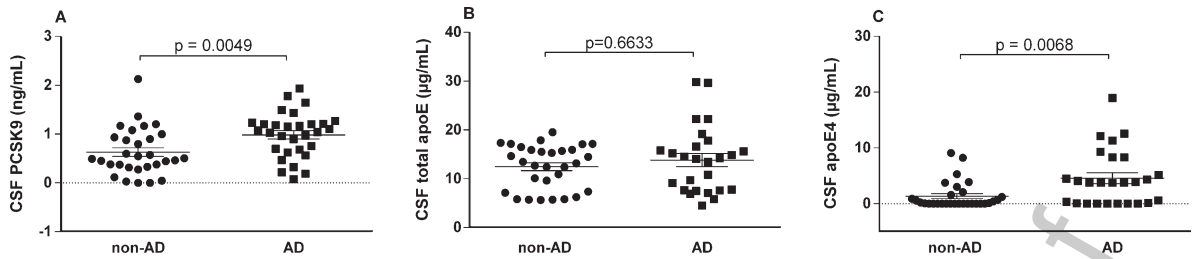 A
CSF PCSK9 (ng/mL)
3
2
1
0
-1
p = 0.0049
non-AD
AD
B
CSF total apoE (µg/mL)
40
30
20
10
0
p=0.6633
non-AD
AD
C
CSF apoE4 (µg/mL)
30
20
10
0
p = 0.0068
non-AD
AD
f